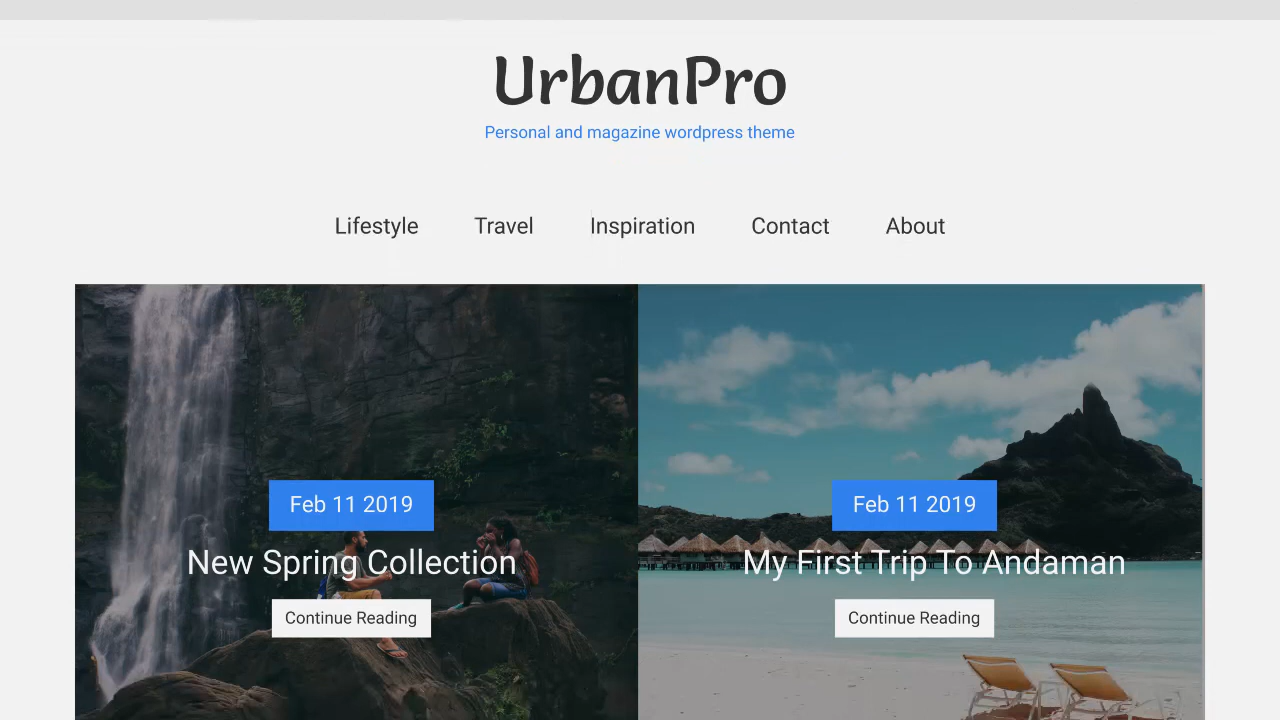 UrbanPro
Personal and magazine wordpress theme
Lifestyle Travel Inspiration Contact About
Feb 11 2019
New Spring Collection
Continue Reading
Feb 11 2019
My First Trip To Andaman
Continue Reading